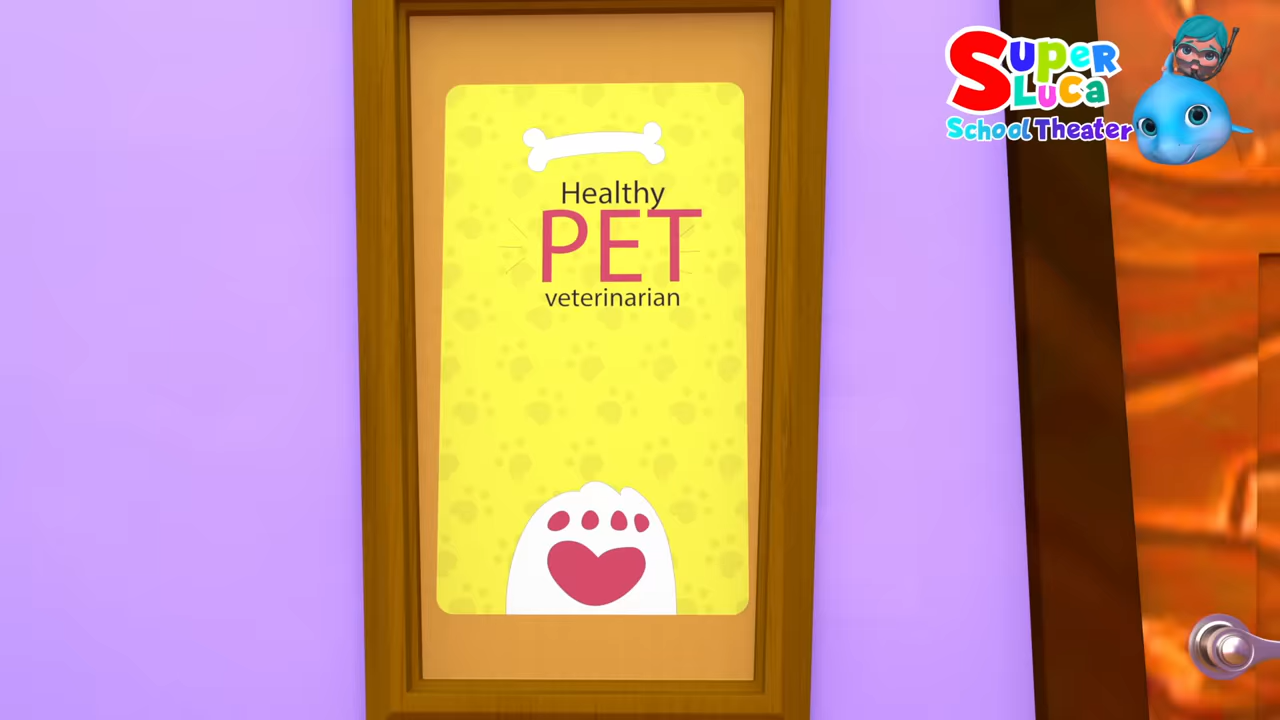 Healthy
PET
veterinarian
SUPER
LUCA
School Theater